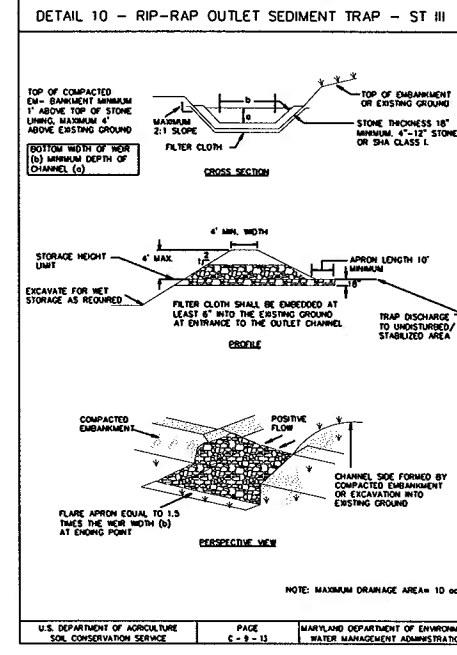 DETAIL 10 - RIP-RAP OUTLET SEDIMENT TRAP - ST III
TOP OF COMPACTED
EM- BANKMENT MINIMUM
1' ABOVE TOP OF STONE
LINING, MAXIMUM 4'
ABOVE EXISTING GROUND
BOTTOM WIDTH OF WEIR
(b) MINIMUM DEPTH OF
CHANNEL (a)
b
a
MAXIMUM
2:1 SLOPE
FILTER CLOTH
TOP OF EMBANKMENT
OR EXISTING GROUND
STONE THICKNESS 18"
MINIMUM, 4"-12" STONE
OR SHA CLASS I.
CROSS SECTION
4' MIN. WIDTH
STORAGE HEIGHT
LIMIT
4' MAX.
2
1
APRON LENGTH 10'
MINIMUM
18"
EXCAVATE FOR WET
STORAGE AS REQUIRED
FILTER CLOTH SHALL BE EMBEDDED AT
LEAST 6" INTO THE EXISTING GROUND
AT ENTRANCE TO THE OUTLET CHANNEL
TRAP DISCHARGE
TO UNDISTURBED/
STABILIZED AREA
PROFILE
COMPACTED
EMBANKMENT
POSITIVE
FLOW
CHANNEL SIDE FORMED BY
COMPACTED EMBANKMENT
OR EXCAVATION INTO
EXISTING GROUND
FLARE APRON EQUAL TO 1.5
TIMES THE WEIR WIDTH (b)
AT ENDING POINT
PERSPECTIVE VIEW
NOTE: MAXIMUM DRAINAGE AREA= 10 ac
U.S. DEPARTMENT OF AGRICULTURE
SOIL CONSERVATION SERVICE
PAGE
C - 9 - 13
MARYLAND DEPARTMENT OF ENVIRONM
WATER MANAGEMENT ADMINISTRATI